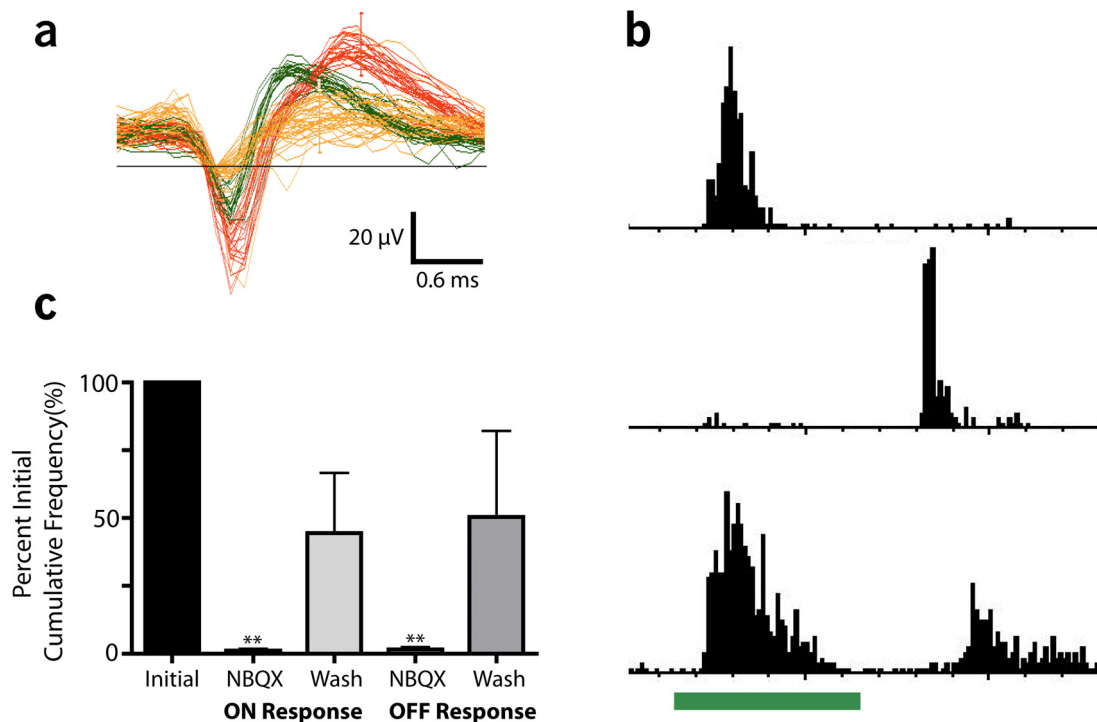 a
b
20 µV
0.6 ms
c
Percent Initial
Cumulative Frequency(%)
100
50
0
**
**
Initial
NBQX
Wash
NBQX
Wash
ON Response
OFF Response